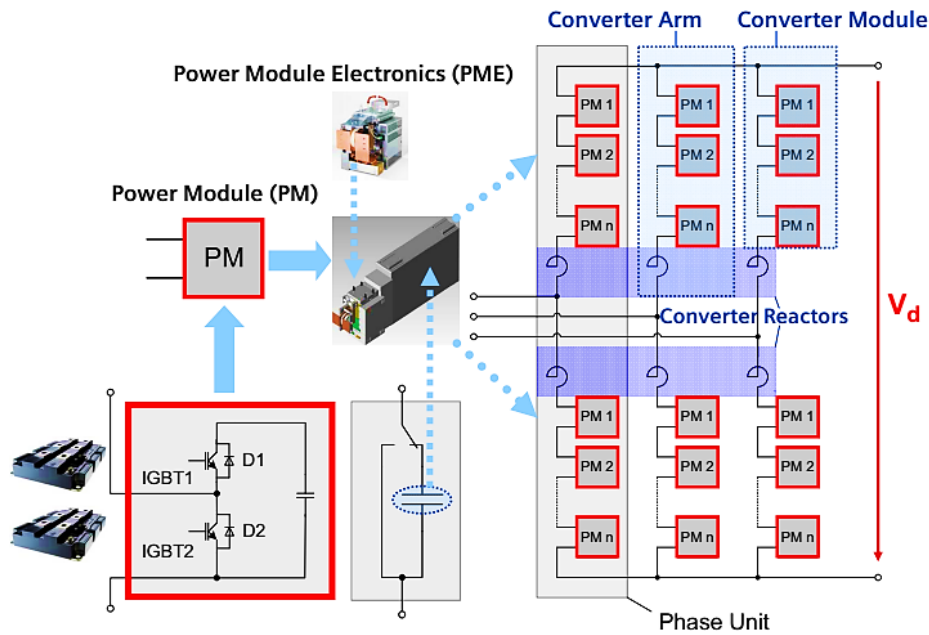 Converter Arm
Converter Module
Power Module Electronics (PME)
Power Module (PM)
PM
IGBT1
D1
IGBT2
D2
PM 1
PM 1
PM 1
PM 2
PM 2
PM 2
PM n
PM n
PM n
Converter Reactors
Vd
PM 1
PM 1
PM 1
PM 2
PM 2
PM 2
PM n
PM n
PM n
Phase Unit